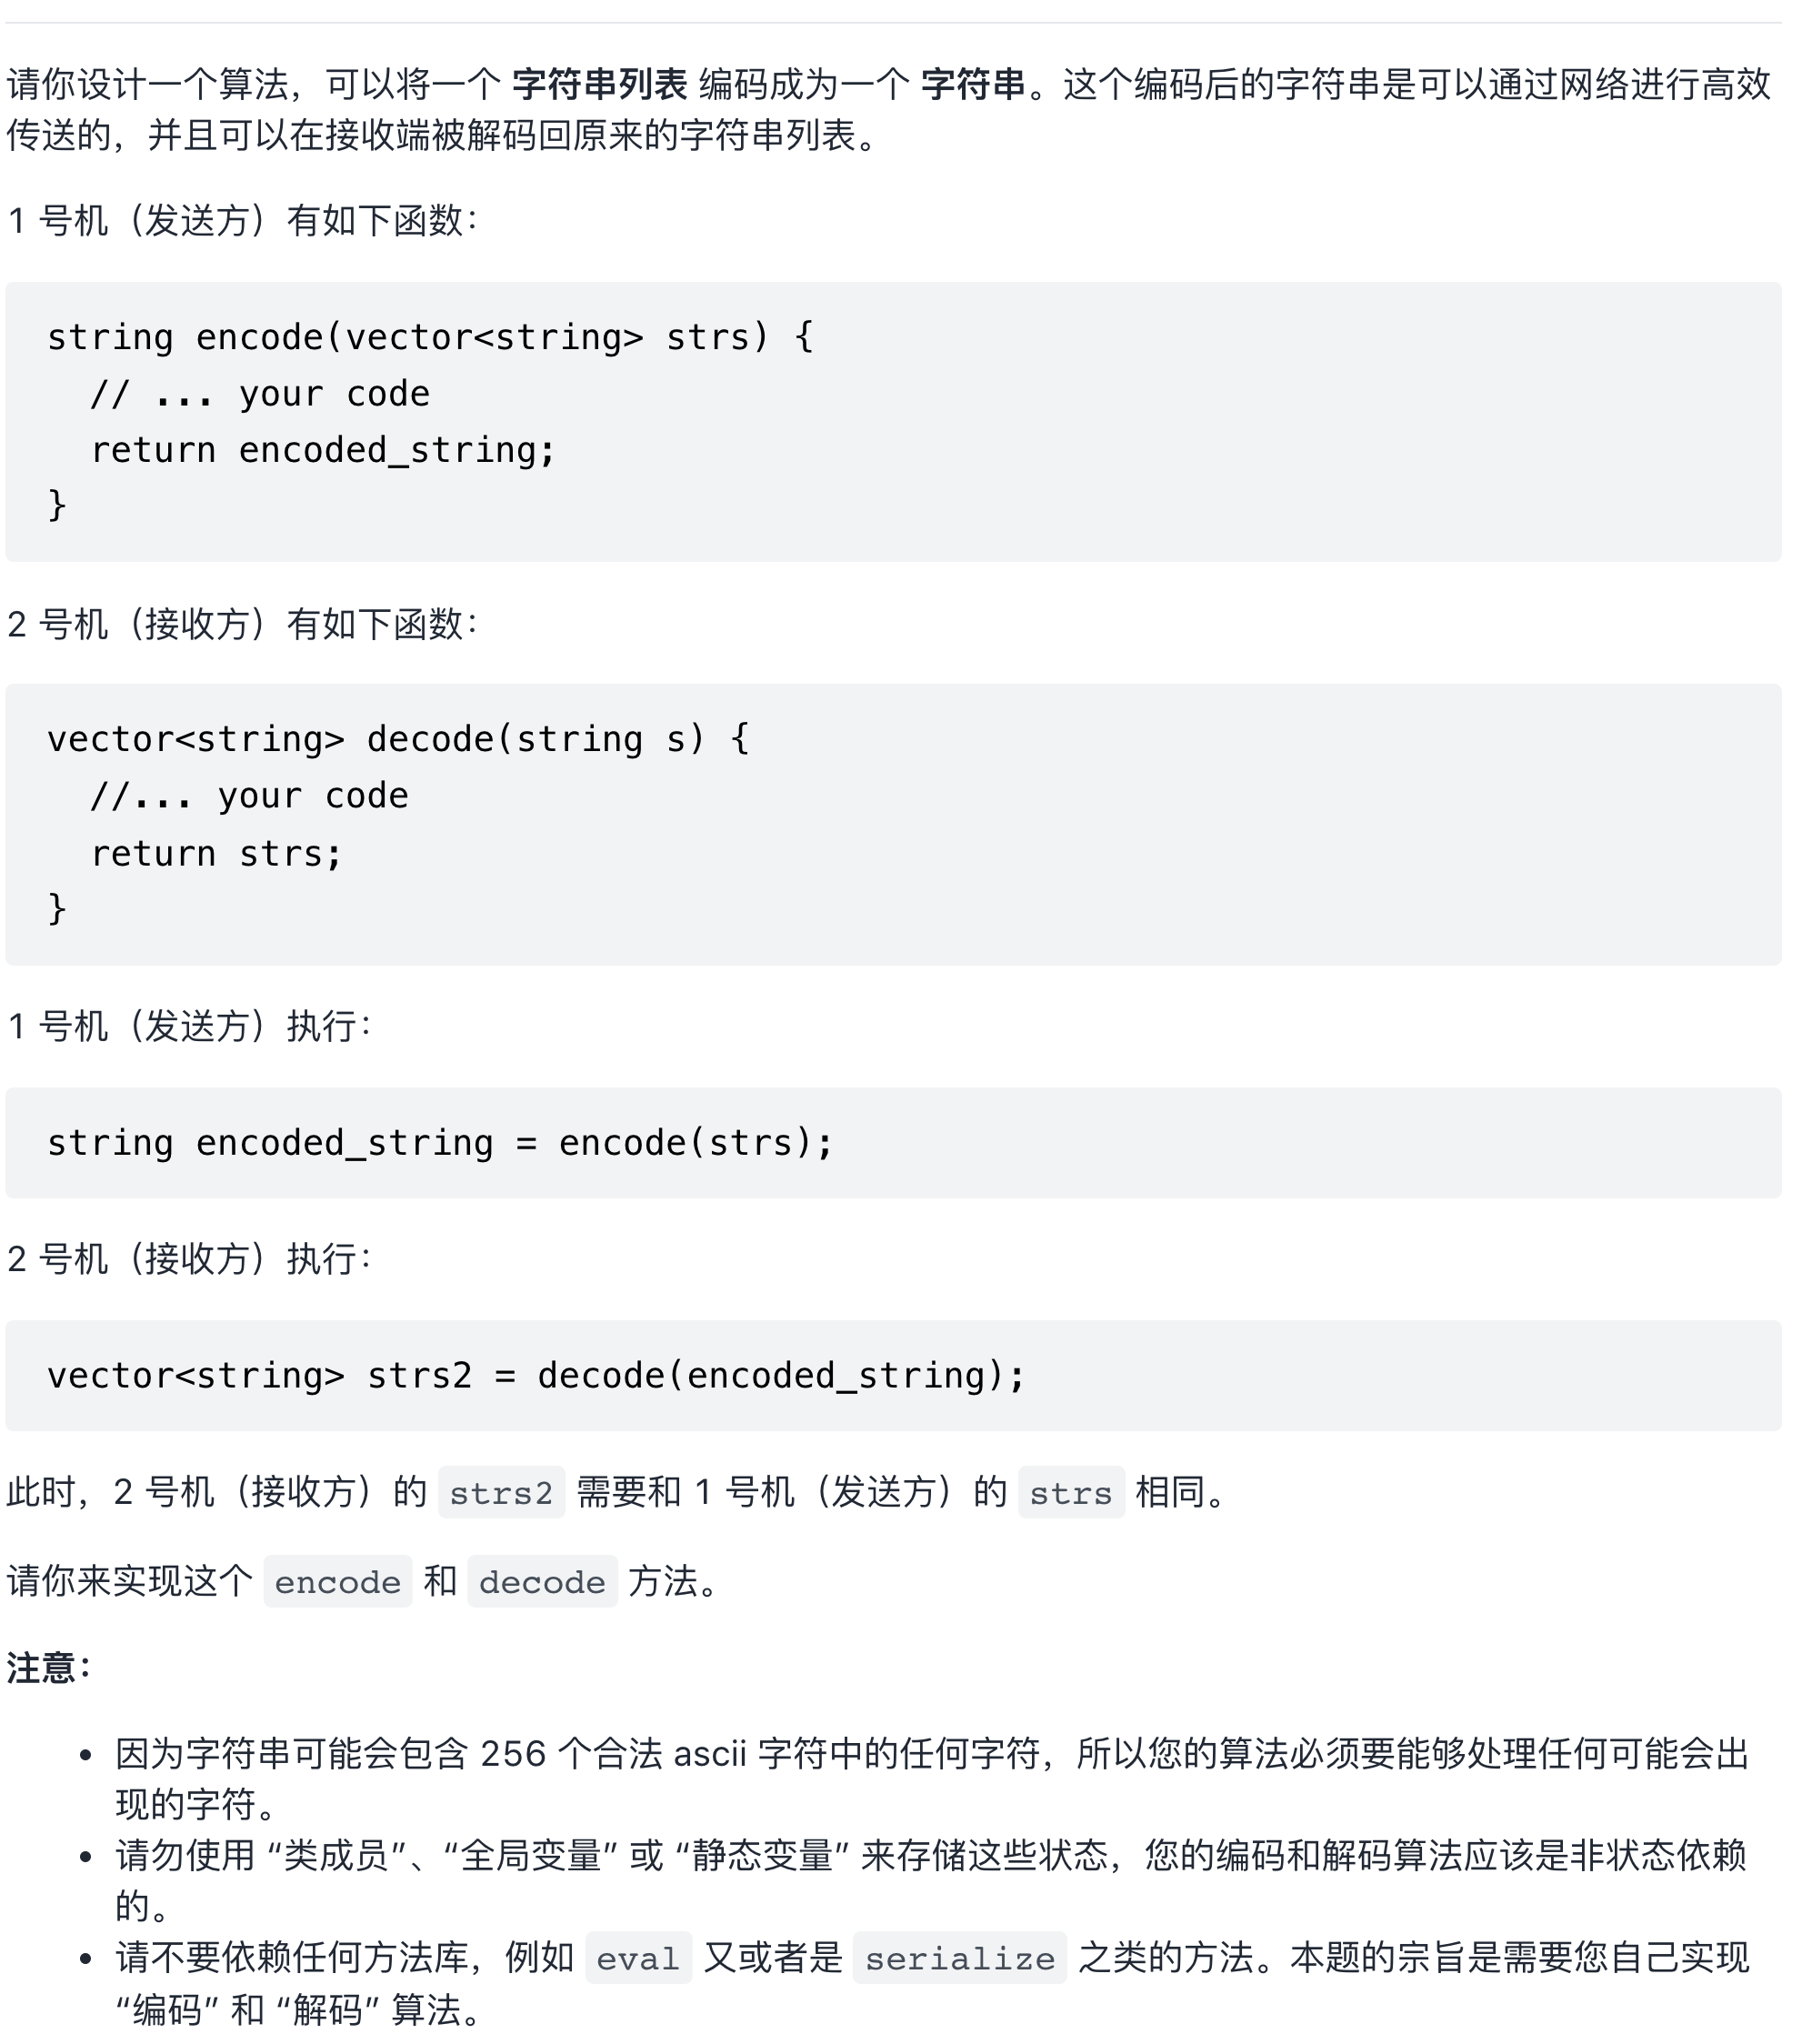 请你设计一个算法，可以将一个 字符串列表 编码成为一个 字符串。这个编码后的字符串是可以通过网络进行高效
传送的，并且可以在接收端被解码回原来的字符串列表。
1 号机（发送方）有如下函数：
string encode(vector<string> strs) {
  // ... your code
  return encoded_string;
}
2 号机（接收方）有如下函数：
vector<string> decode(string s) {
  //... your code
  return strs;
}
1 号机（发送方）执行：
string encoded_string = encode(strs);
2 号机（接收方）执行：
vector<string> strs2 = decode(encoded_string);
此时，2 号机（接收方）的 strs2 需要和 1 号机（发送方）的 strs 相同。
请你来实现这个 encode 和 decode 方法。
注意：
• 因为字符串可能会包含 256 个合法 ascii 字符中的任何字符，所以您的算法必须要能够处理任何可能会出
现的字符。
• 请勿使用 “类成员”、“全局变量” 或 “静态变量” 来存储这些状态，您的编码和解码算法应该是非状态依赖
的。
• 请不要依赖任何方法库，例如 eval 又或者是 serialize 之类的方法。本题的宗旨是需要您自己实现
“编码” 和 “解码” 算法。